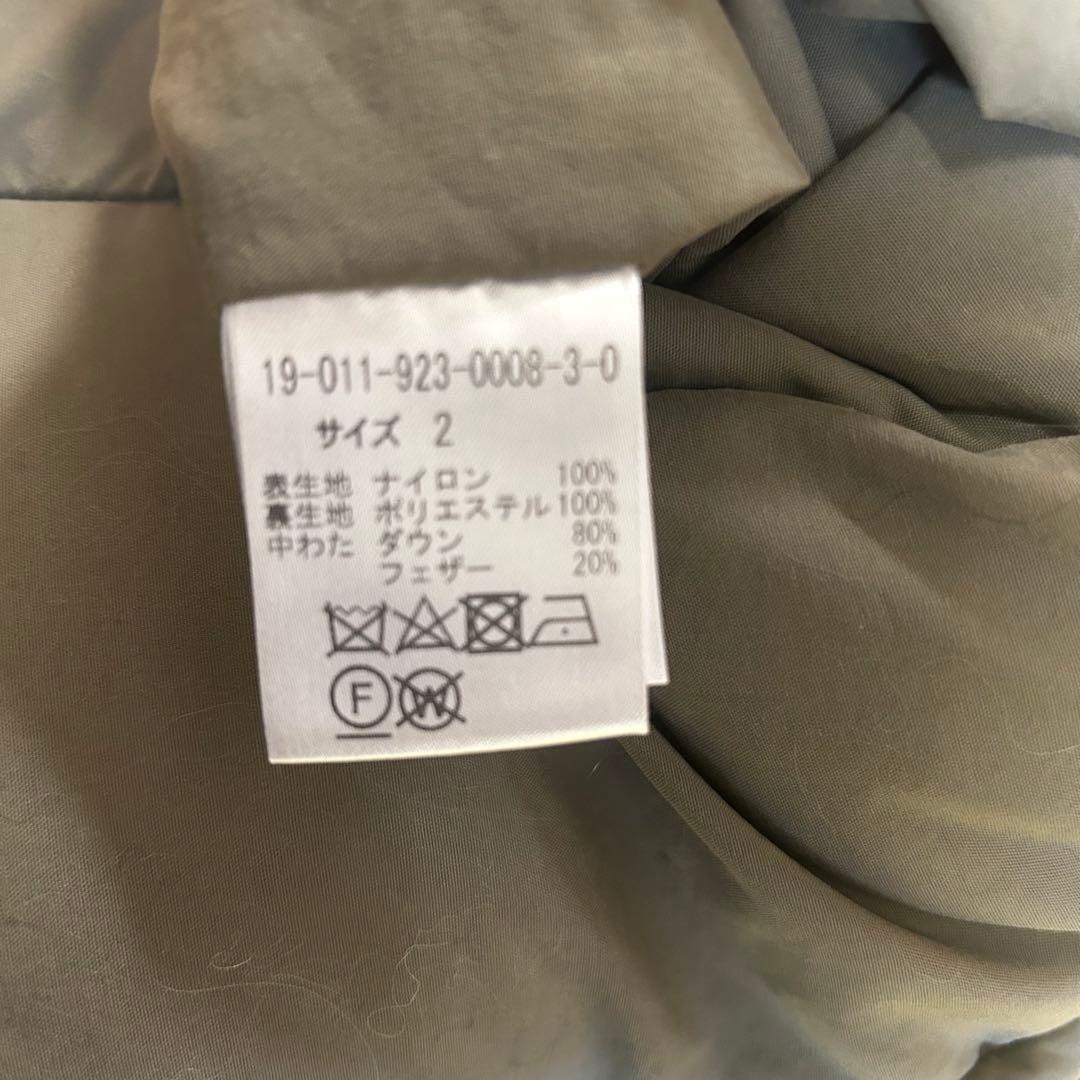 19-011-923-0008-3-0
サイズ 2
表生地 ナイロン 100%
裏生地 ポリエステル 100%
中わた ダウン 80%
フェザー 20%
F W